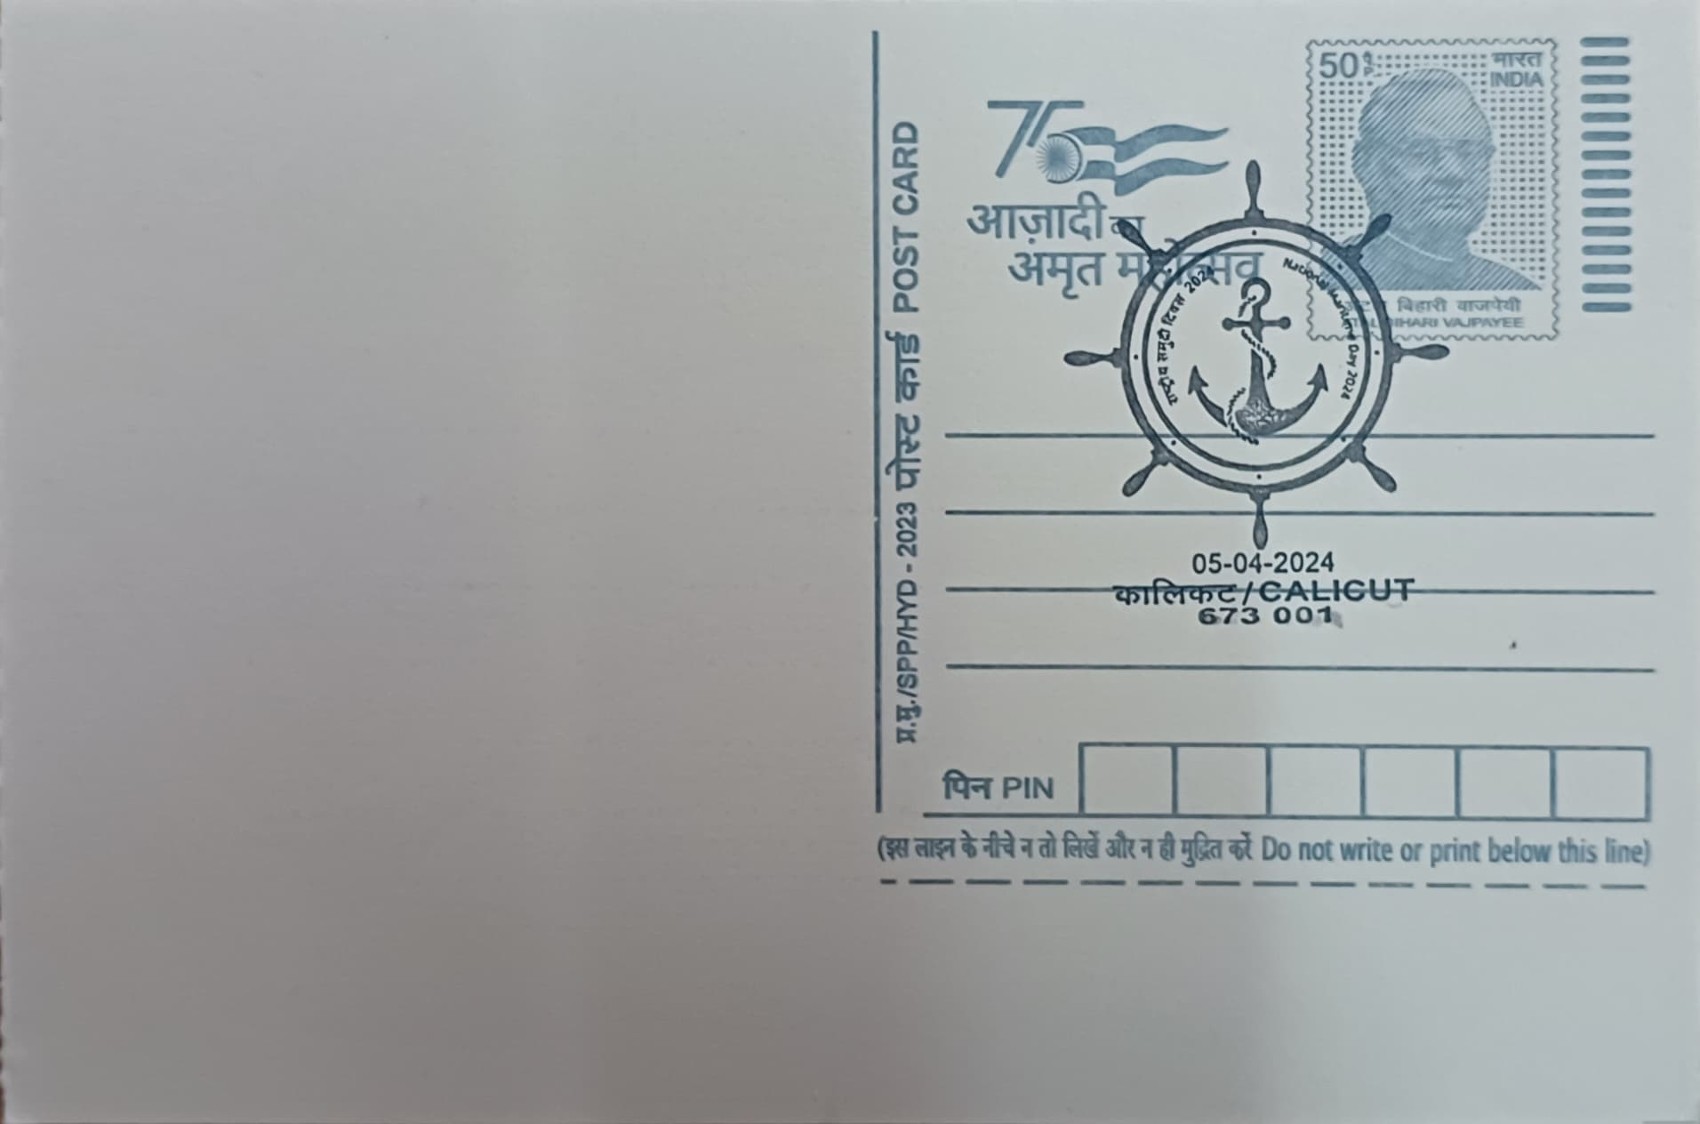 प्र.मु./SPP/HYD - 2023 पोस्ट कार्ड POST CARD
75
आज़ादी का
अमृत महोत्सव
50
भारत
INDIA
बिहारी वाजपेयी
BIHARI VAJPAYEE
राष्ट्रीय समुद्री दिवस 2024
National Maritime Day 2024
05-04-2024
कालिकट/CALICUT
673 001
पिन PIN
(इस लाइन के नीचे न तो लिखें और न ही मुद्रित करें Do not write or print below this line)